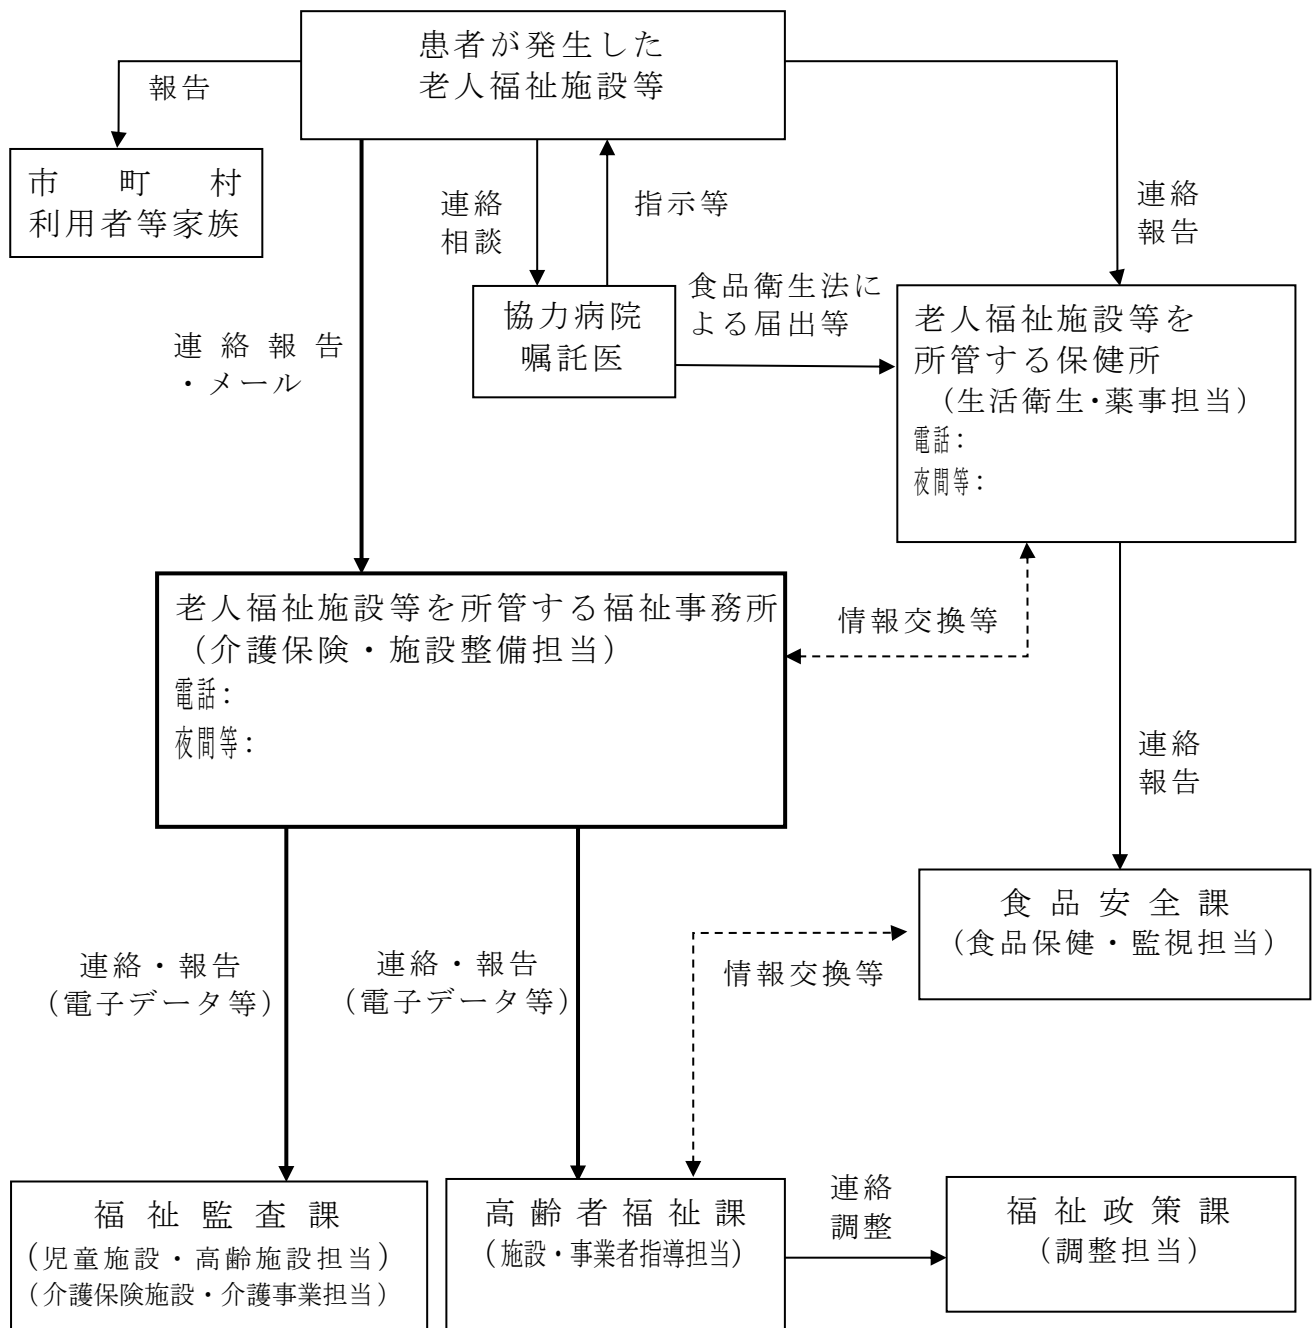 患者が発生した
老人福祉施設等
報告
市町村
利用者等家族
連絡
相談
指示等
連絡
報告
食品衛生法に
よる届出等
協力病院
嘱託医
老人福祉施設等を
所管する保健所
（生活衛生・薬事担当）
電話：
夜間等：
連絡報告
・メール
老人福祉施設等を所管する福祉事務所
（介護保険・施設整備担当）
電話：
夜間等：
情報交換等
連絡
報告
食品安全課
（食品保健・監視担当）
連絡・報告
（電子データ等）
連絡・報告
（電子データ等）
情報交換等
福祉監査課
（児童施設・高齢施設担当）
（介護保険施設・介護事業担当）
高齢者福祉課
（施設・事業者指導担当）
連絡
調整
福祉政策課
（調整担当）